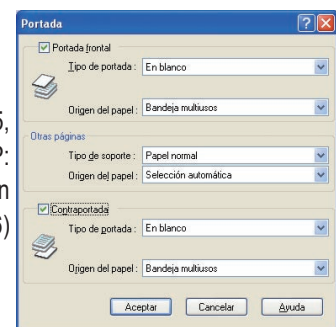 Portada
Portada frontal
Tipo de portada : En blanco
Origen del papel : Bandeja multiusos
Otras páginas
Tipo de soporte : Papel normal
Origen del papel : Selección automática
Contraportada
Tipo de portada : En blanco
Origen del papel : Bandeja multiusos
Aceptar Cancelar Ayuda